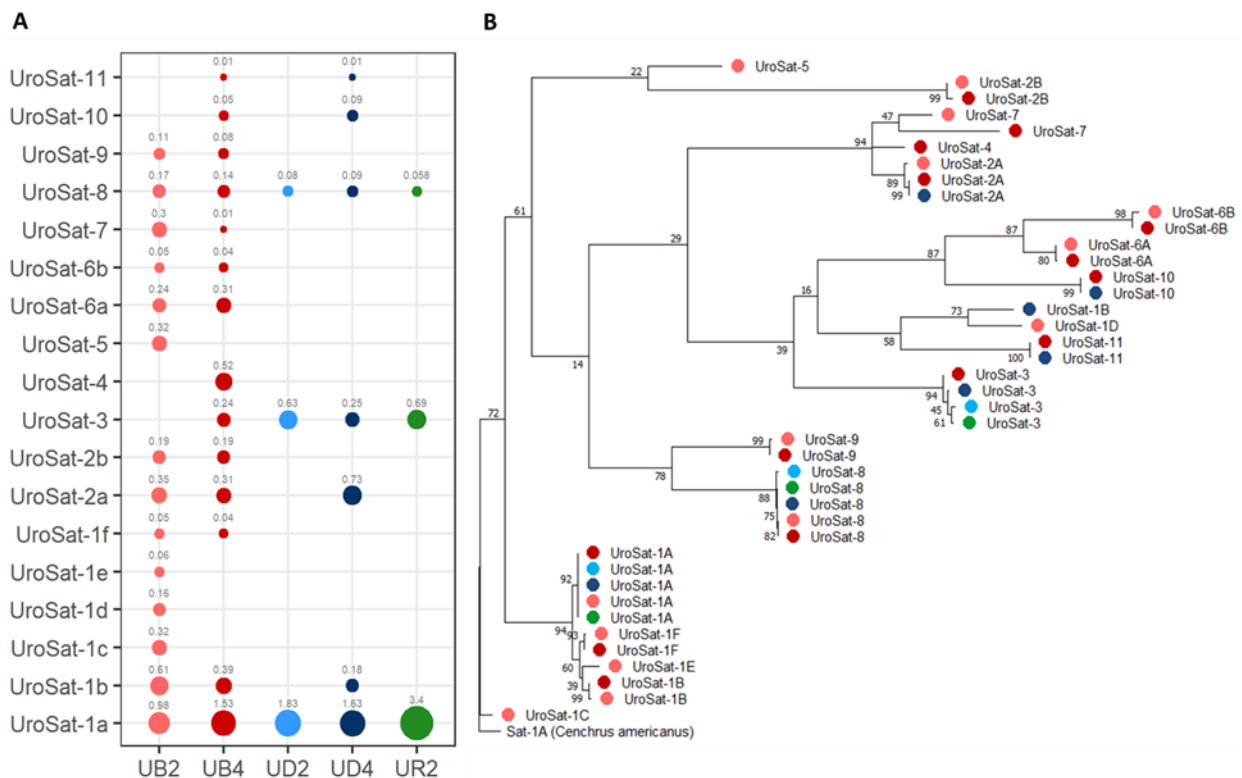 A
UroSat-11 0.01 0.01
UroSat-10 0.05 0.09
UroSat-9 0.11 0.08
UroSat-8 0.17 0.14 0.08 0.09 0.058
UroSat-7 0.3 0.01
UroSat-6b 0.05 0.04
UroSat-6a 0.24 0.31
UroSat-5 0.32
UroSat-4 0.52
UroSat-3 0.24 0.63 0.25 0.69
UroSat-2b 0.19 0.19
UroSat-2a 0.35 0.31 0.73
UroSat-1f 0.05 0.04
UroSat-1e 0.06
UroSat-1d 0.16
UroSat-1c 0.32
UroSat-1b 0.61 0.39 0.18
UroSat-1a 0.98 1.53 1.83 1.63 3.4
UB2 UB4 UD2 UD4 UR2
B
UroSat-5
22
UroSat-2B
99 UroSat-2B
47 UroSat-7
UroSat-7
94 UroSat-4
UroSat-2A
89 UroSat-2A
99 UroSat-2A
61
98 UroSat-6B
UroSat-6B
87
29
87 UroSat-6A
80 UroSat-6A
UroSat-10
99 UroSat-10
16
73 UroSat-1B
UroSat-1D
58 UroSat-11
100 UroSat-11
39
14
UroSat-3
94 UroSat-3
45 UroSat-3
61 UroSat-3
72
99 UroSat-9
UroSat-9
78
UroSat-8
88 UroSat-8
UroSat-8
75 UroSat-8
82 UroSat-8
UroSat-1A
92 UroSat-1A
UroSat-1A
UroSat-1A
UroSat-1A
94 93 UroSat-1F
UroSat-1F
60 UroSat-1E
39 UroSat-1B
99 UroSat-1B
UroSat-1C
Sat-1A (Cenchrus americanus)